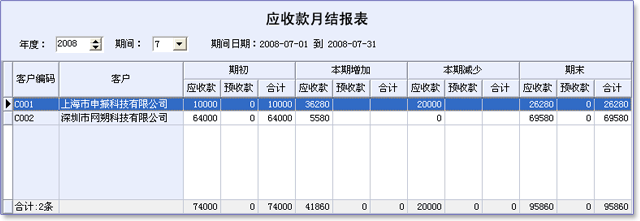 应收款月结报表
年度： 2008 期间： 7 期间日期：2008-07-01 到 2008-07-31
客户编码 客户 期初 本期增加 本期减少 期末
应收款 预收款 合计 应收款 预收款 合计 应收款 预收款 合计 应收款 预收款 合计
C001 上海市申捺科技有限公司 10000 0 10000 36280 20000 26280 0 26280
C002 深圳市网朔科技有限公司 64000 0 64000 5580 0 69580 0 69580
合计:2条 74000 0 74000 41860 0 0 20000 0 0 95860 0 95860